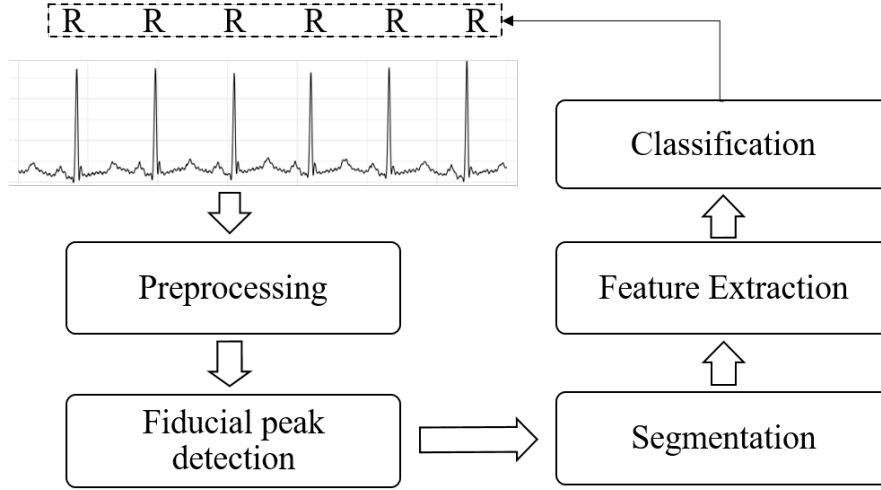 R R R R R R
Classification
Preprocessing
Feature Extraction
Fiducial peak
detection
Segmentation